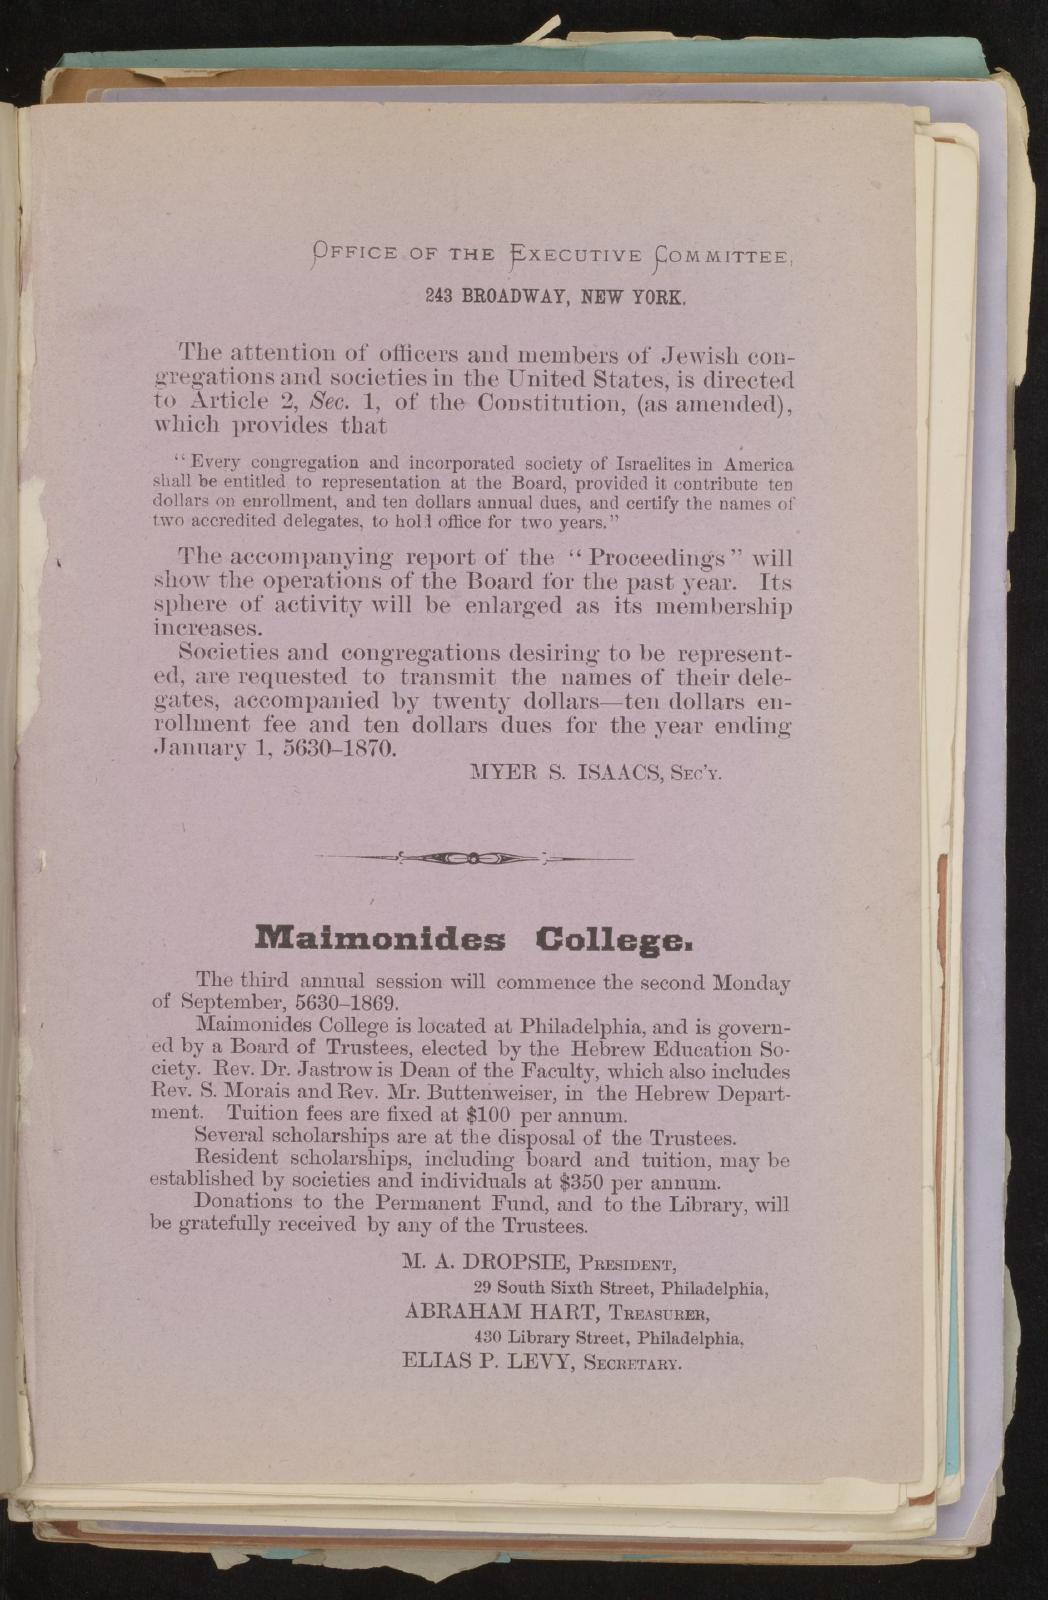 OFFICE OF THE EXECUTIVE COMMITTEE,
243 BROADWAY, NEW YORK.
The attention of officers and members of Jewish con-
gregations and societies in the United States, is directed
to Article 2, Sec. 1, of the Constitution, (as amended),
which provides that
“Every congregation and incorporated society of Israelites in America
shall be entitled to representation at the Board, provided it contribute ten
dollars on enrollment, and ten dollars annual dues, and certify the names of
two accredited delegates, to hold office for two years.”
The accompanying report of the “Proceedings” will
show the operations of the Board for the past year. Its
sphere of activity will be enlarged as its membership
increases.
Societies and congregations desiring to be represent-
ed, are requested to transmit the names of their dele-
gates, accompanied by twenty dollars—ten dollars en-
rollment fee and ten dollars dues for the year ending
January 1, 5630–1870.
MYER S. ISAACS, SEC'Y.
Maimonides College.
The third annual session will commence the second Monday
of September, 5630–1869.
Maimonides College is located at Philadelphia, and is govern-
ed by a Board of Trustees, elected by the Hebrew Education So-
ciety. Rev. Dr. Jastrow is Dean of the Faculty, which also includes
Rev. S. Morais and Rev. Mr. Buttenweiser, in the Hebrew Depart-
ment. Tuition fees are fixed at $100 per annum.
Several scholarships are at the disposal of the Trustees.
Resident scholarships, including board and tuition, may be
established by societies and individuals at $350 per annum.
Donations to the Permanent Fund, and to the Library, will
be gratefully received by any of the Trustees.
M. A. DROPSIE, PRESIDENT,
29 South Sixth Street, Philadelphia,
ABRAHAM HART, TREASURER,
430 Library Street, Philadelphia,
ELIAS P. LEVY, SECRETARY.